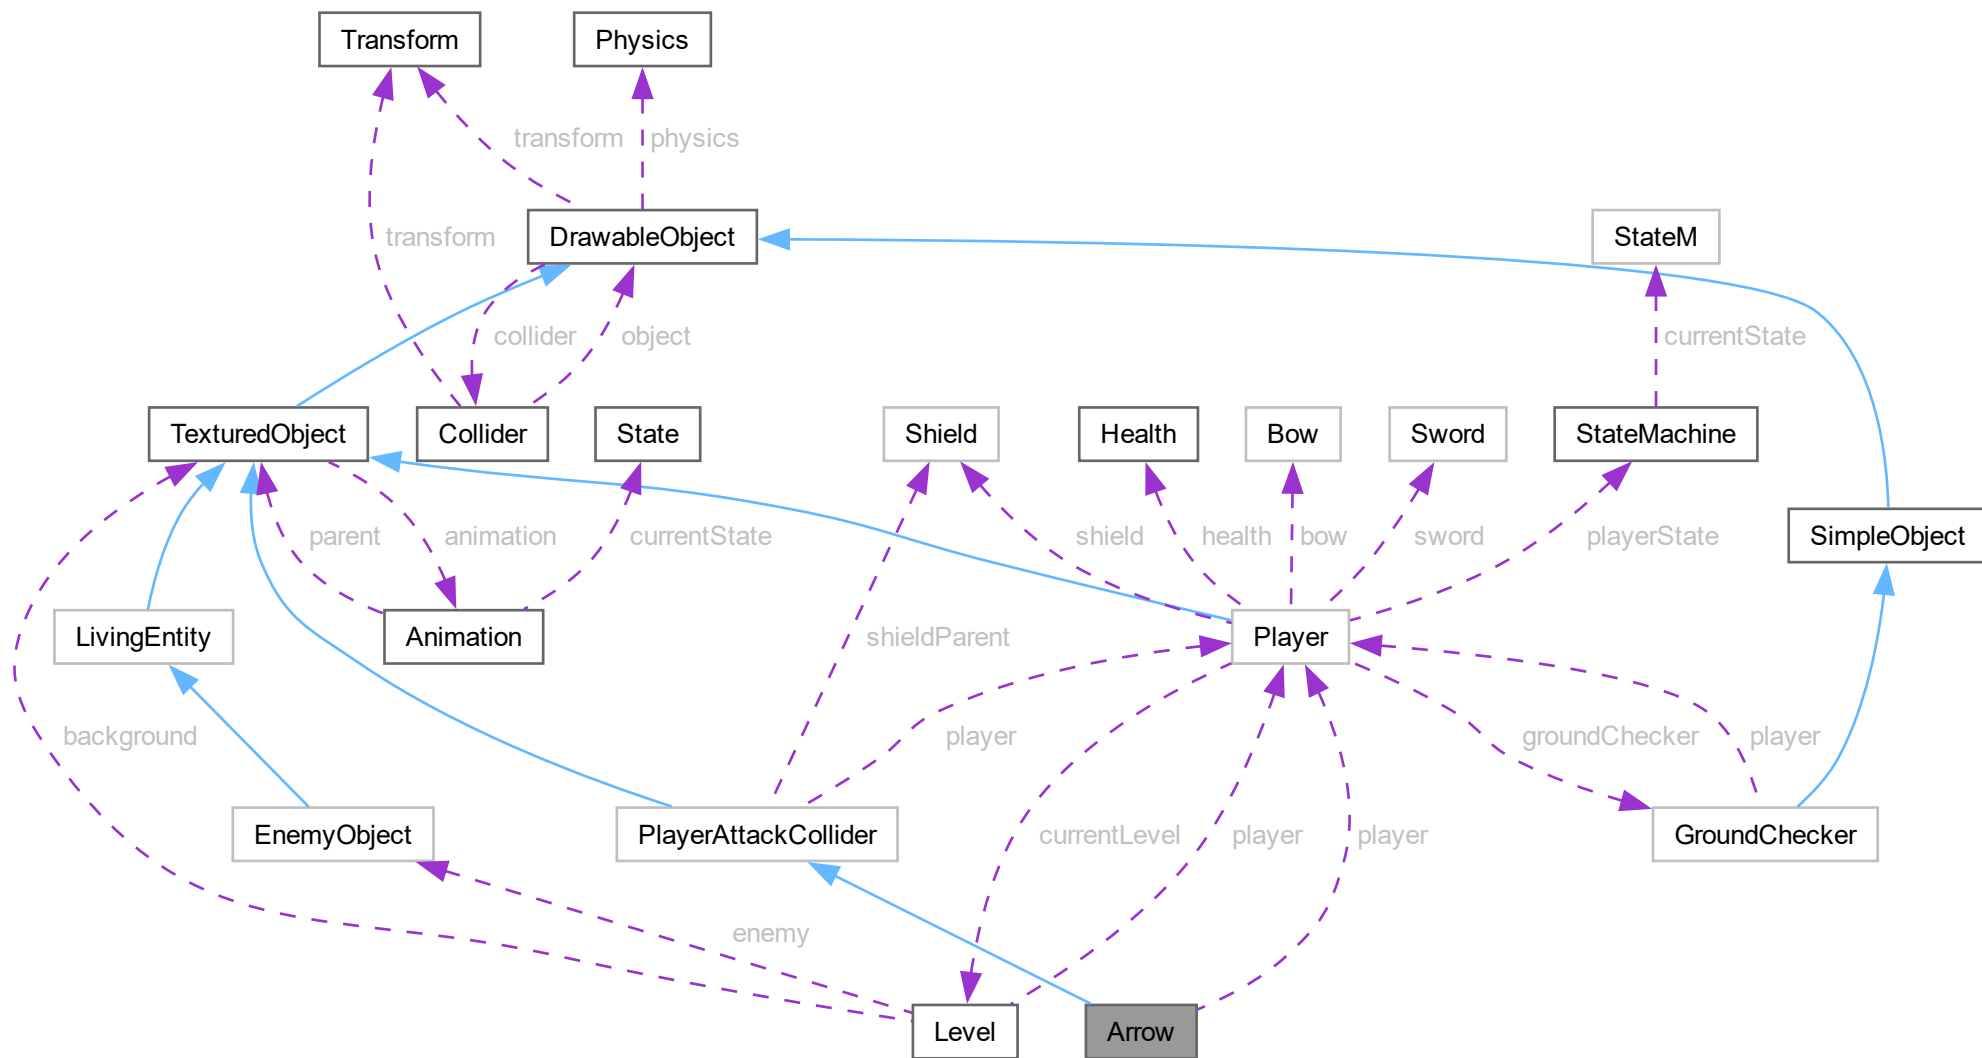 Transform
Physics
transform
physics
DrawableObject
StateM
transform
collider
object
currentState
TexturedObject
Collider
State
Shield
Health
Bow
Sword
StateMachine
parent
animation
currentState
shield
health
bow
sword
playerState
SimpleObject
LivingEntity
Animation
shieldParent
Player
background
player
groundChecker
player
EnemyObject
PlayerAttackCollider
currentLevel
player
player
GroundChecker
enemy
Level
Arrow